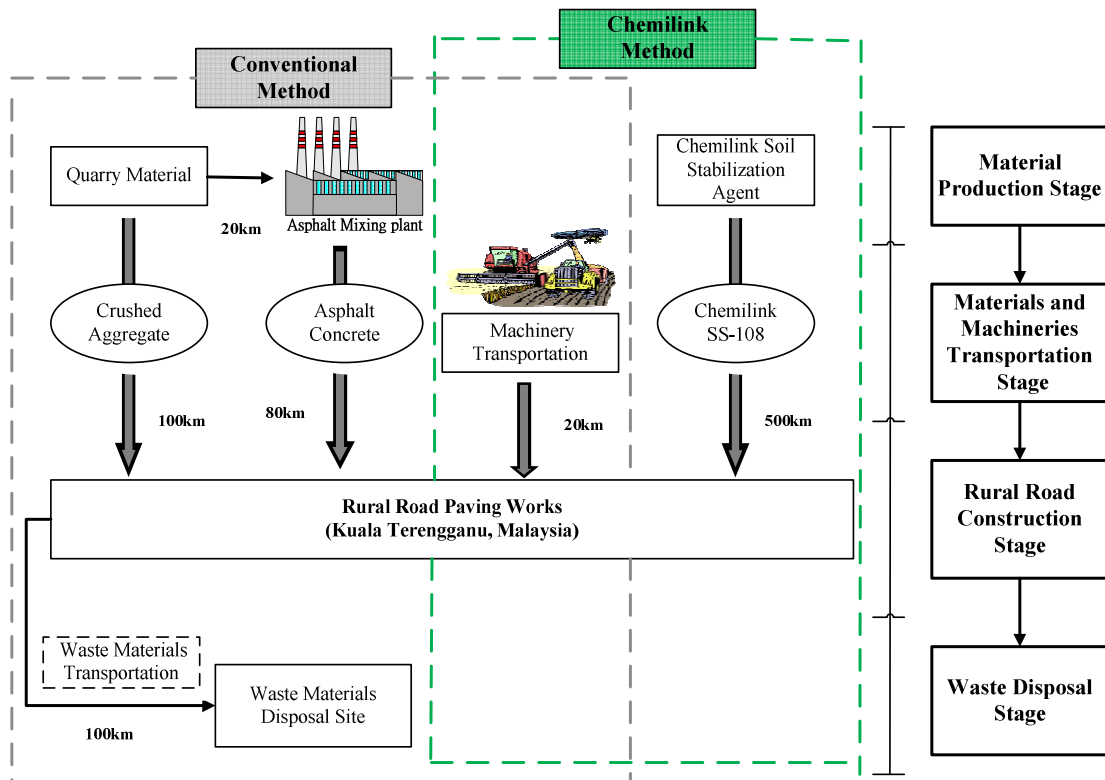 Chemilink
Method
Conventional
Method
Quarry Material
20km
Asphalt Mixing plant
Chemilink Soil
Stabilization
Agent
Material
Production Stage
Crushed
Aggregate
Asphalt
Concrete
Machinery
Transportation
Chemilink
SS-108
Materials and
Machineries
Transportation
Stage
100km
80km
20km
500km
Rural Road Paving Works
(Kuala Terengganu, Malaysia)
Rural Road
Construction
Stage
Waste Materials
Transportation
100km
Waste Materials
Disposal Site
Waste Disposal
Stage